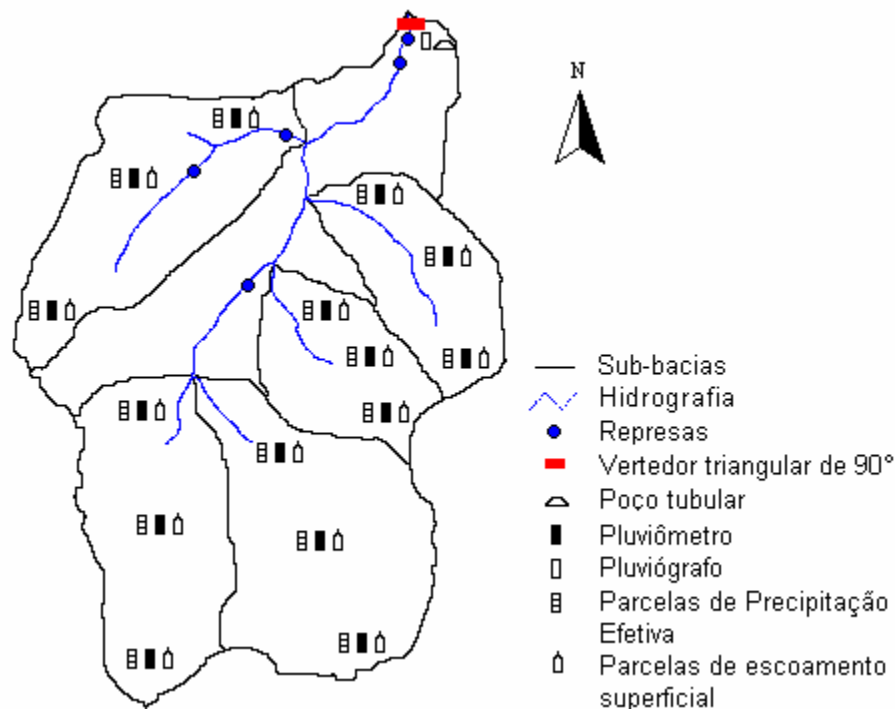 N
Sub-bacias
Hidrografia
Represas
Vertedor triangular de 90°
Poço tubular
Pluviômetro
Pluviógrafo
Parcelas de Precipitação
Efetiva
Parcelas de escoamento
superficial